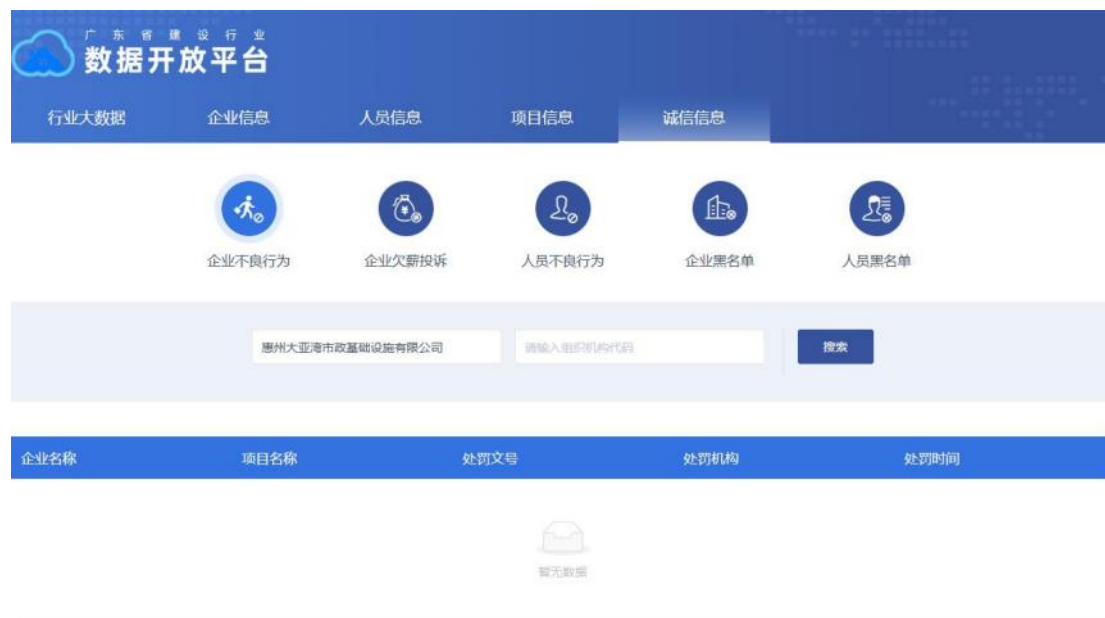 广东省建设行业
数据开放平台
行业大数据 企业信息 人员信息 项目信息 诚信信息
企业不良行为 企业欠薪投诉 人员不良行为 企业黑名单 人员黑名单
惠州大亚湾市政基础设施有限公司 请输入组织机构代码 搜索
企业名称 项目名称 处罚文号 处罚机构 处罚时间
暂无数据